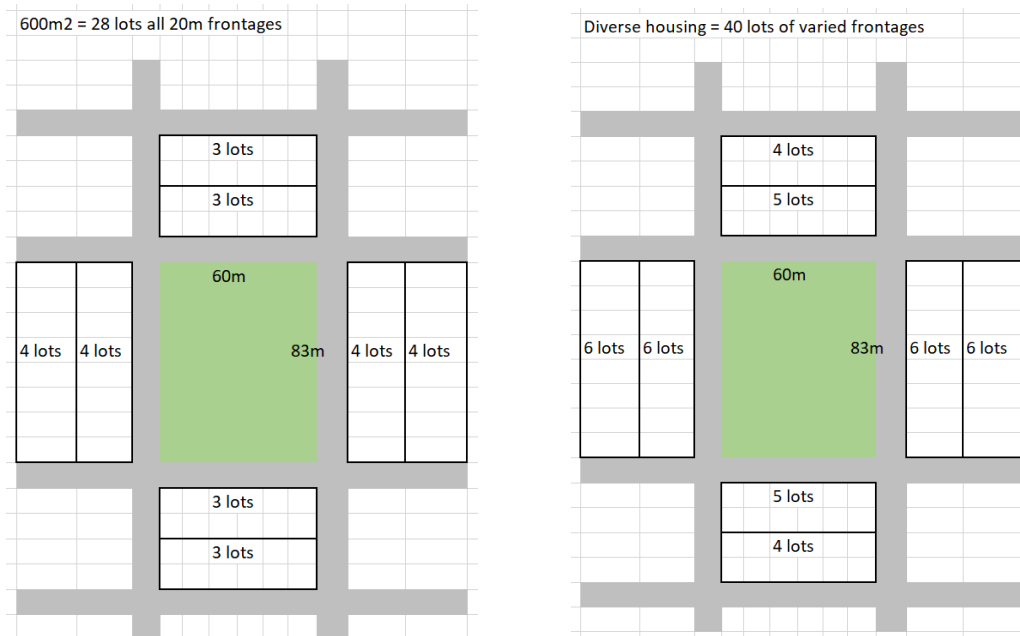 600m2 = 28 lots all 20m frontages
3 lots
3 lots
60m
4 lots
4 lots
83m
4 lots
4 lots
3 lots
3 lots
Diverse housing = 40 lots of varied frontages
4 lots
5 lots
60m
6 lots
6 lots
83m
6 lots
6 lots
5 lots
4 lots